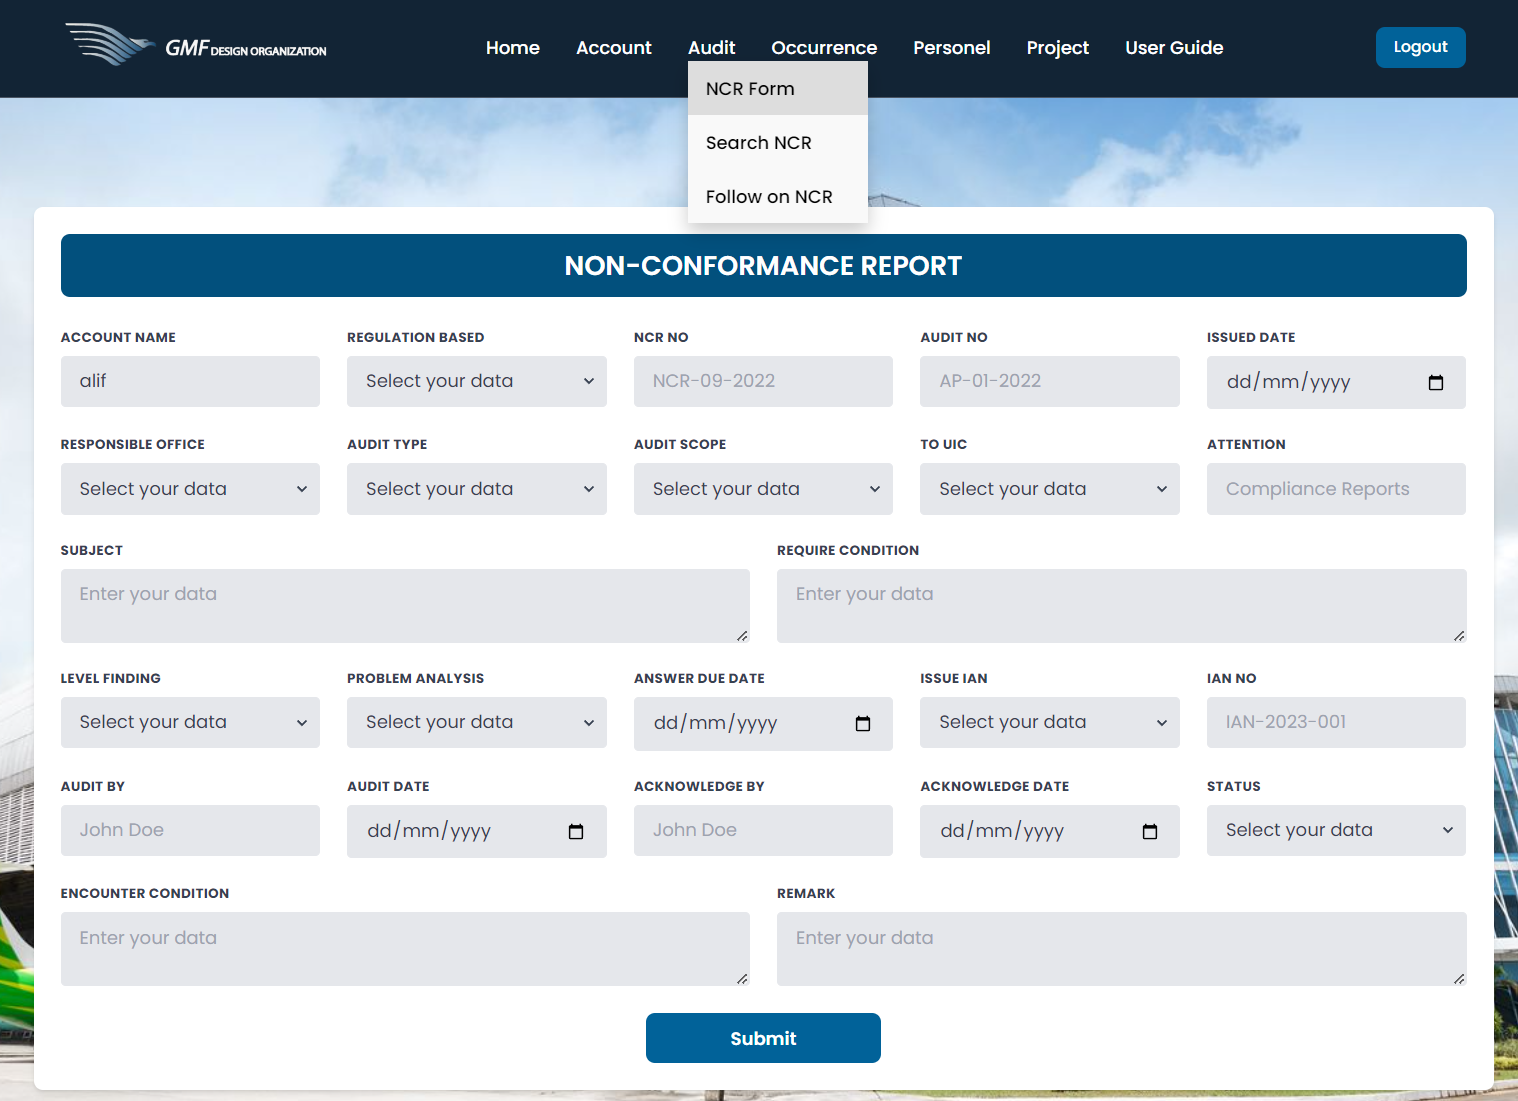 GMF DESIGN ORGANIZATION
Home Account Audit Occurrence Personel Project User Guide Logout
NCR Form
Search NCR
Follow on NCR
NON-CONFORMANCE REPORT
ACCOUNT NAME REGULATION BASED NCR NO AUDIT NO ISSUED DATE
alif Select your data NCR-09-2022 AP-01-2022 dd/mm/yyyy
RESPONSIBLE OFFICE AUDIT TYPE AUDIT SCOPE TO UIC ATTENTION
Select your data Select your data Select your data Select your data Compliance Reports
SUBJECT REQUIRE CONDITION
Enter your data Enter your data
LEVEL FINDING PROBLEM ANALYSIS ANSWER DUE DATE ISSUE IAN IAN NO
Select your data Select your data dd/mm/yyyy Select your data IAN-2023-001
AUDIT BY AUDIT DATE ACKNOWLEDGE BY ACKNOWLEDGE DATE STATUS
John Doe dd/mm/yyyy John Doe dd/mm/yyyy Select your data
ENCOUNTER CONDITION REMARK
Enter your data Enter your data
Submit